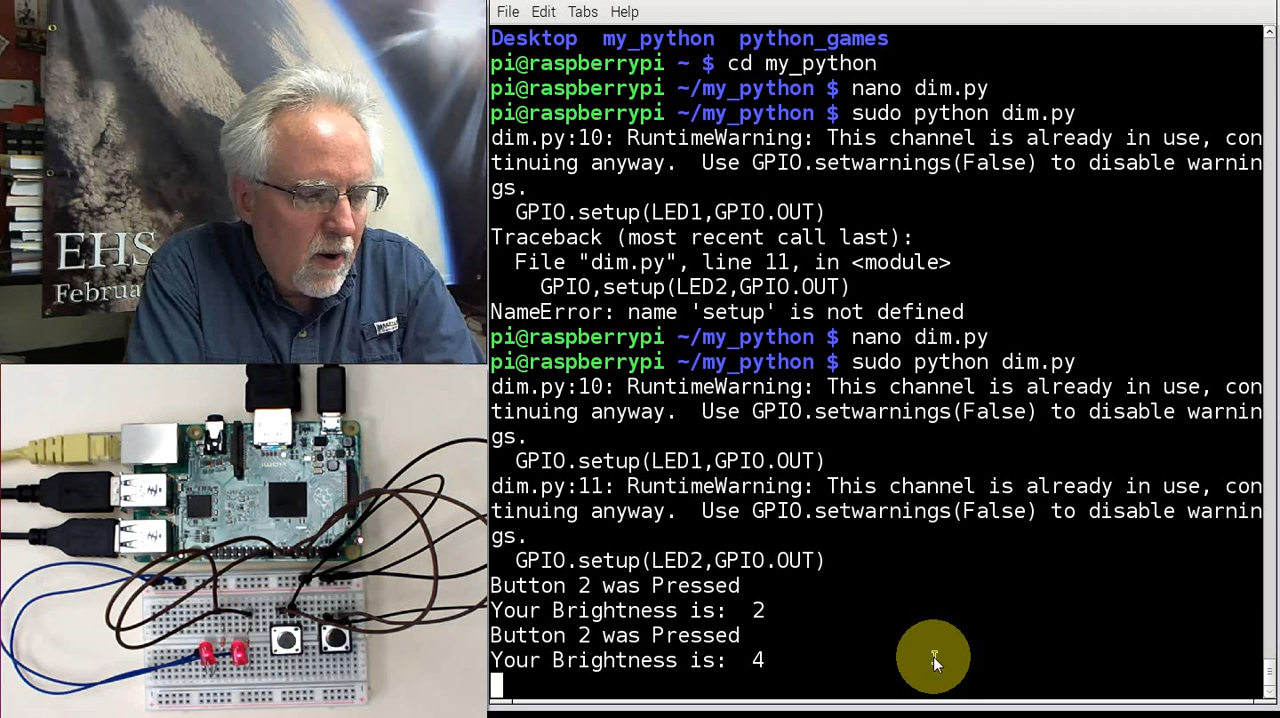 File Edit Tabs Help
Desktop my_python python_games
pi@raspberrypi ~ $ cd my_python
pi@raspberrypi ~/my_python $ nano dim.py
pi@raspberrypi ~/my_python $ sudo python dim.py
dim.py:10: RuntimeWarning: This channel is already in use, con
tinuing anyway.  Use GPIO.setwarnings(False) to disable warnin
gs.
  GPIO.setup(LED1,GPIO.OUT)
Traceback (most recent call last):
  File "dim.py", line 11, in <module>
    GPIO,setup(LED2,GPIO.OUT)
NameError: name 'setup' is not defined
pi@raspberrypi ~/my_python $ nano dim.py
pi@raspberrypi ~/my_python $ sudo python dim.py
dim.py:10: RuntimeWarning: This channel is already in use, con
tinuing anyway.  Use GPIO.setwarnings(False) to disable warnin
gs.
  GPIO.setup(LED1,GPIO.OUT)
dim.py:11: RuntimeWarning: This channel is already in use, con
tinuing anyway.  Use GPIO.setwarnings(False) to disable warnin
gs.
  GPIO.setup(LED2,GPIO.OUT)
Button 2 was Pressed
Your Brightness is:  2
Button 2 was Pressed
Your Brightness is:  4
EHS
Februa